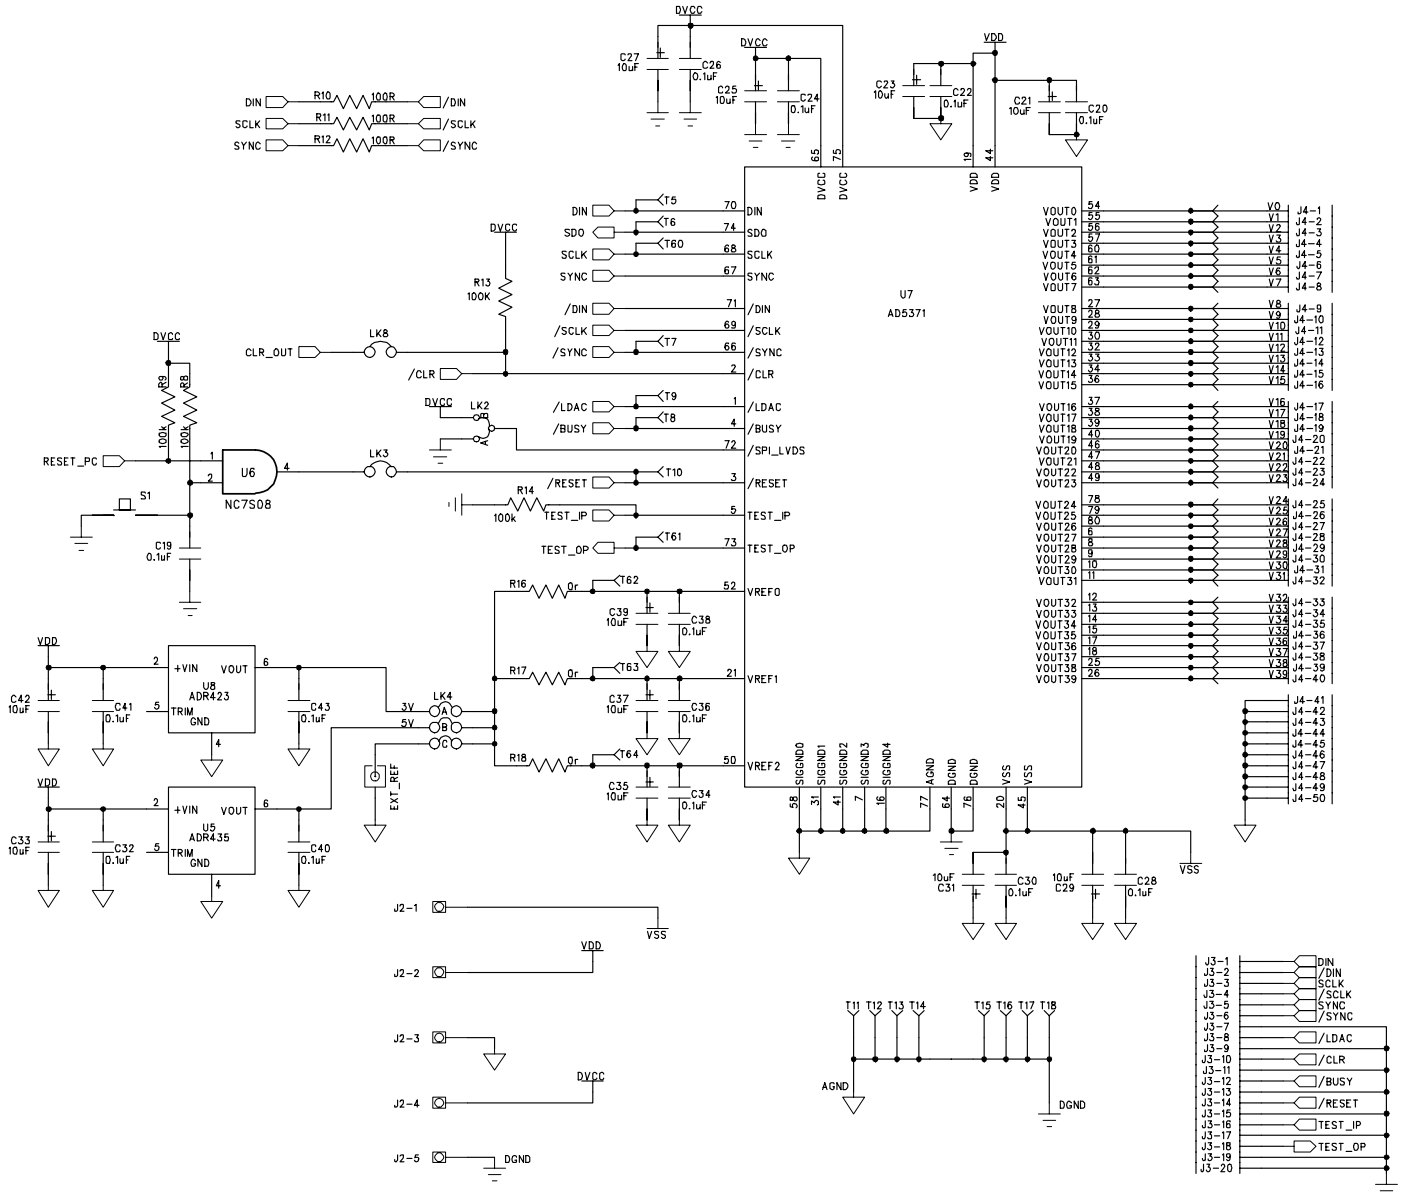 DVCC
C27 10uF
C26 0.1uF
DVCC
C25 10uF
C24 0.1uF
VDD
C23 10uF
C22 0.1uF
C21 10uF
C20 0.1uF
DIN R10 100R /DIN
SCLK R11 100R /SCLK
SYNC R12 100R /SYNC
65 75 19 44
DVCC DVCC VDD VDD
U7
AD5371
DIN T5 70 DIN
SDO T6 74 SDO
SCLK T60 68 SCLK
SYNC 67 SYNC
/DIN 71 /DIN
/SCLK 69 /SCLK
/SYNC T7 66 /SYNC
/CLR 2 /CLR
/LDAC T9 1 /LDAC
/BUSY T8 4 /BUSY
72 /SPI_LVDS
/RESET T10 3 /RESET
TEST_IP 5 TEST_IP
TEST_OP T61 73 TEST_OP
DVCC
R13
100K
CLR_OUT LK8
DVCC
LK2
B
A
DVCC
R9 100k
R8 100k
RESET_PC
1
2
4
U6
NC7S08
LK3
S1
C19
0.1uF
R14
100k
R16 0r T62 52 VREF0
C39 10uF
C38 0.1uF
R17 0r T63 21 VREF1
C37 10uF
C36 0.1uF
R18 0r T64 50 VREF2
C35 10uF
C34 0.1uF
VDD
C42 10uF
C41 0.1uF
2 +VIN VOUT 6
U8
ADR423
5 TRIM
GND
4
C43 0.1uF
3V
5V
LK4
A
B
C
EXT_REF
VDD
C33 10uF
C32 0.1uF
2 +VIN VOUT 6
U5
ADR435
5 TRIM
GND
4
C40 0.1uF
VOUT0 54 V0 J4-1
VOUT1 55 V1 J4-2
VOUT2 56 V2 J4-3
VOUT3 57 V3 J4-4
VOUT4 60 V4 J4-5
VOUT5 61 V5 J4-6
VOUT6 62 V6 J4-7
VOUT7 63 V7 J4-8
VOUT8 27 V8 J4-9
VOUT9 28 V9 J4-10
VOUT10 29 V10 J4-11
VOUT11 30 V11 J4-12
VOUT12 32 V12 J4-13
VOUT13 33 V13 J4-14
VOUT14 34 V14 J4-15
VOUT15 36 V15 J4-16
VOUT16 37 V16 J4-17
VOUT17 38 V17 J4-18
VOUT18 39 V18 J4-19
VOUT19 40 V19 J4-20
VOUT20 46 V20 J4-21
VOUT21 47 V21 J4-22
VOUT22 48 V22 J4-23
VOUT23 49 V23 J4-24
VOUT24 78 V24 J4-25
VOUT25 79 V25 J4-26
VOUT26 80 V26 J4-27
VOUT27 6 V27 J4-28
VOUT28 8 V28 J4-29
VOUT29 9 V29 J4-30
VOUT30 10 V30 J4-31
VOUT31 11 V31 J4-32
VOUT32 12 V32 J4-33
VOUT33 13 V33 J4-34
VOUT34 14 V34 J4-35
VOUT35 15 V35 J4-36
VOUT36 17 V36 J4-37
VOUT37 18 V37 J4-38
VOUT38 25 V38 J4-39
VOUT39 26 V39 J4-40
J4-41
J4-42
J4-43
J4-44
J4-45
J4-46
J4-47
J4-48
J4-49
J4-50
SIGGND0 SIGGND1 SIGGND2 SIGGND3 SIGGND4 AGND DGND DGND VSS VSS
58 31 41 7 16 77 64 76 20 45
VSS
10uF C31
C30 0.1uF
10uF C29
C28 0.1uF
J2-1 VSS
J2-2 VDD
J2-3
J2-4 DVCC
J2-5 DGND
T11 T12 T13 T14 T15 T16 T17 T18
AGND
DGND
J3-1 DIN
J3-2 /DIN
J3-3 SCLK
J3-4 /SCLK
J3-5 SYNC
J3-6 /SYNC
J3-7
J3-8 /LDAC
J3-9
J3-10 /CLR
J3-11
J3-12 /BUSY
J3-13
J3-14 /RESET
J3-15
J3-16 TEST_IP
J3-17
J3-18 TEST_OP
J3-19
J3-20